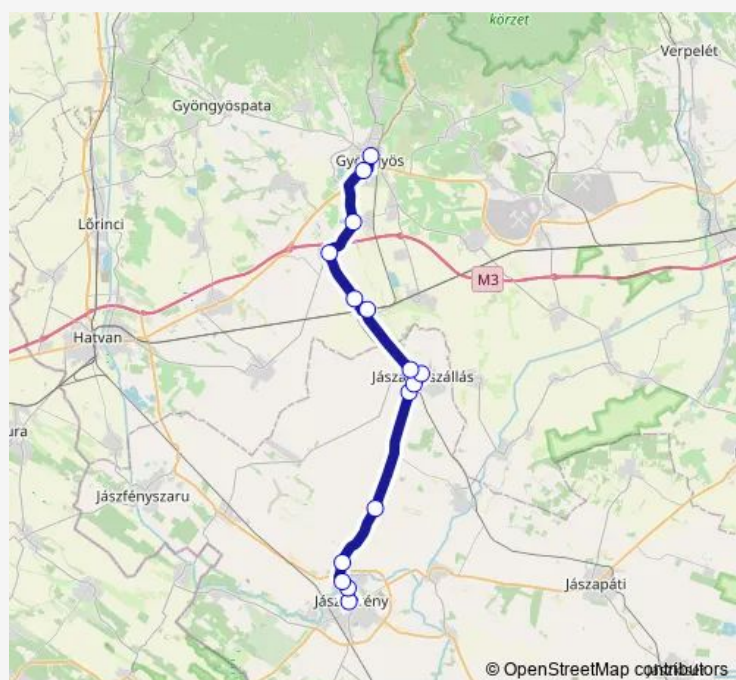 körzet
Verpelét
Gyöngyöspata
Lőrinci
M3
Hatvan
Jászfényszaru
Jászapáti
© OpenStreetMap contributors